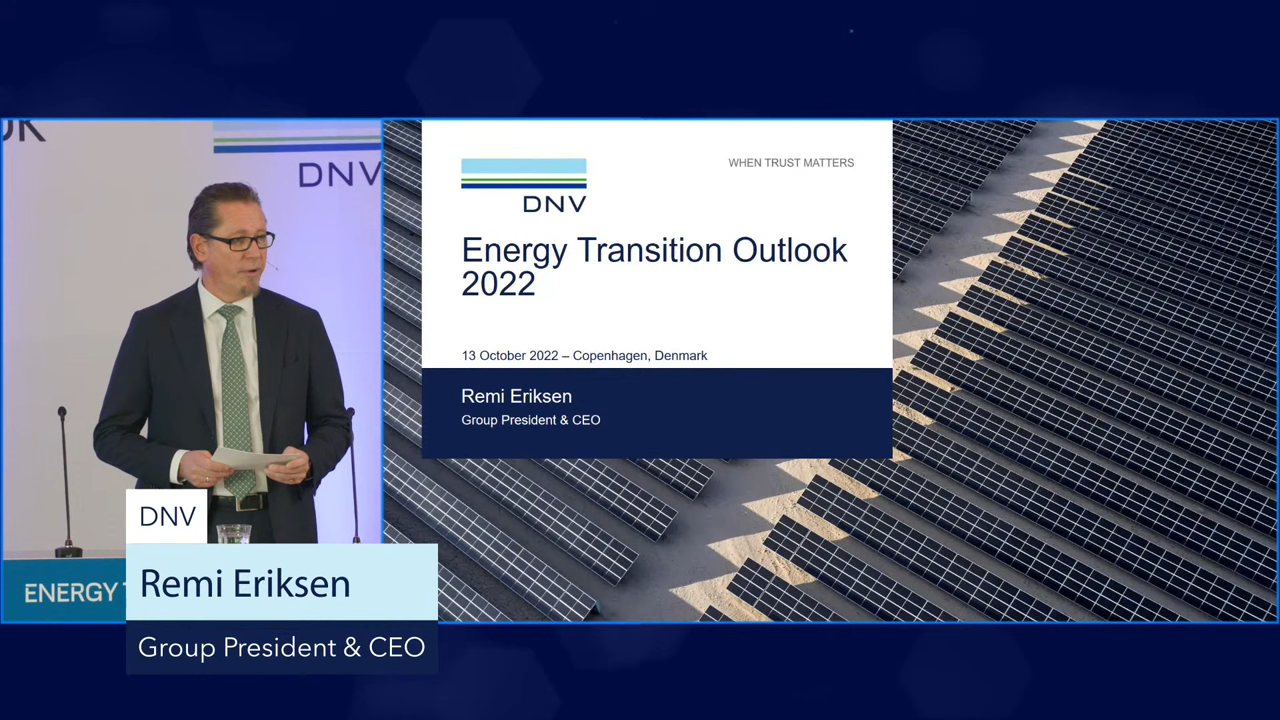 DNV
DNV
WHEN TRUST MATTERS
Energy Transition Outlook
2022
13 October 2022 – Copenhagen, Denmark
Remi Eriksen
Group President & CEO
DNV
ENERGY
Remi Eriksen
Group President & CEO